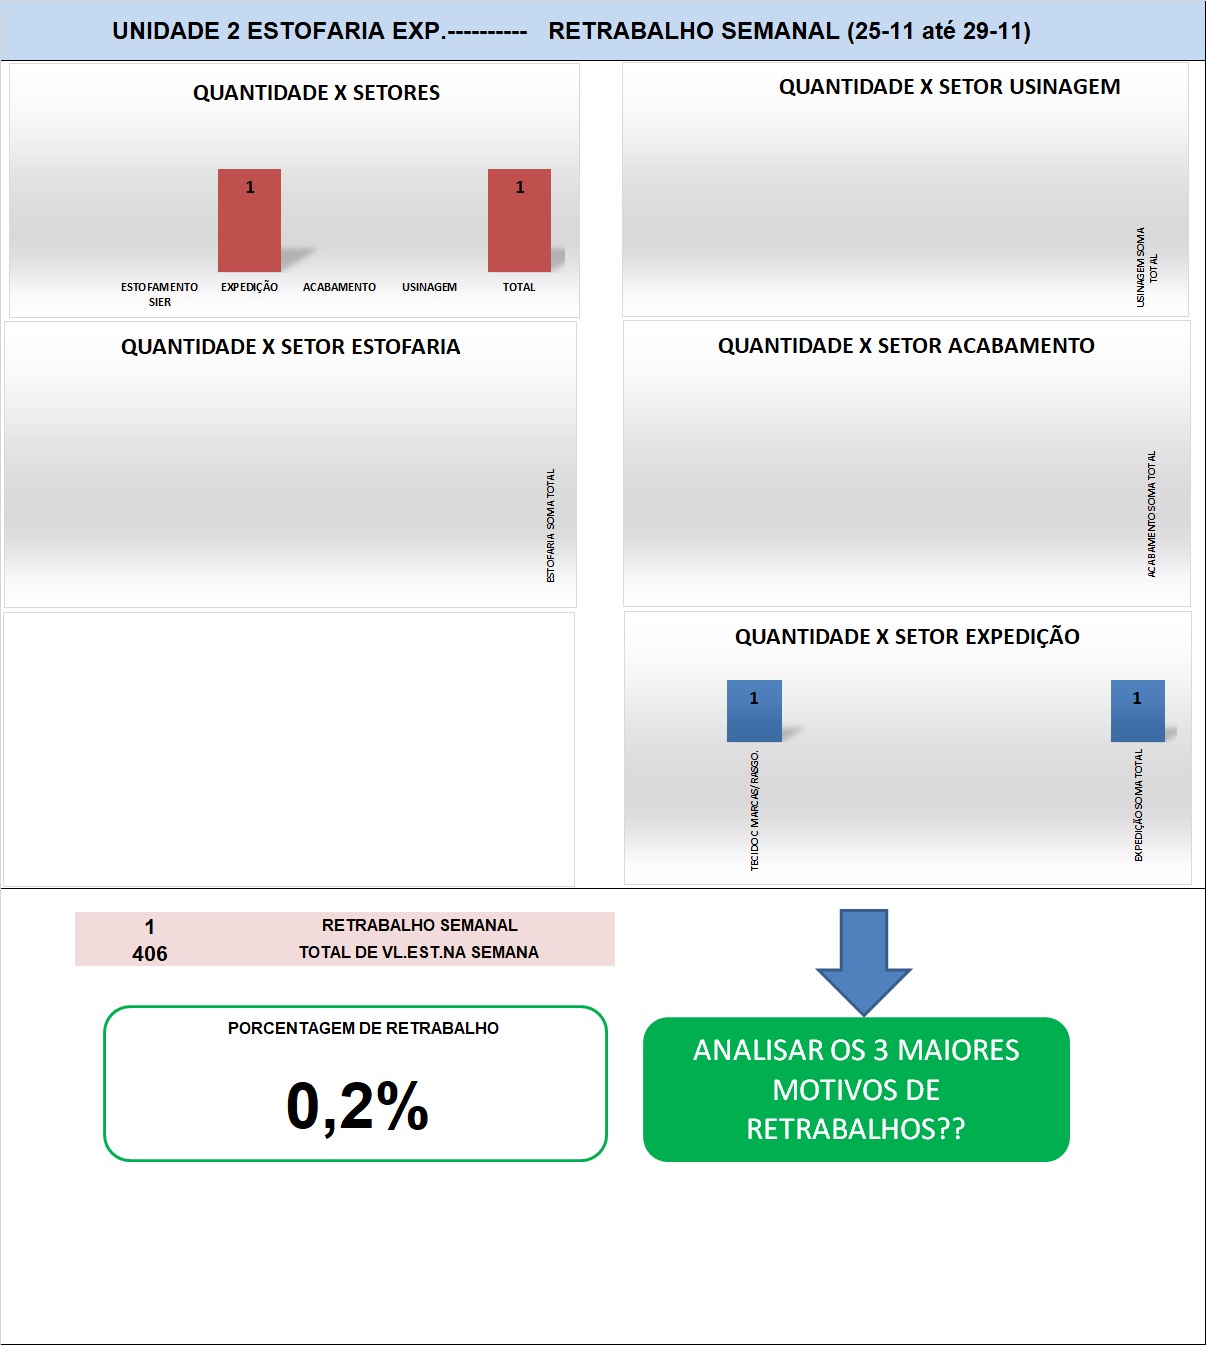 UNIDADE 2 ESTOFARIA EXP.---------- RETRABALHO SEMANAL (25-11 até 29-11)
QUANTIDADE X SETORES
1
1
ESTOFAMENTO
SIER
EXPEDIÇÃO
ACABAMENTO
USINAGEM
TOTAL
QUANTIDADE X SETOR USINAGEM
USINAGEM SOMA
TOTAL
QUANTIDADE X SETOR ESTOFARIA
ESTOFARIA SOMA TOTAL
QUANTIDADE X SETOR ACABAMENTO
ACABAMENTO SOMA TOTAL
QUANTIDADE X SETOR EXPEDIÇÃO
1
1
TECIDO C MARCAS/RASGO.
EXPEDIÇÃO SOMA TOTAL
1 RETRABALHO SEMANAL
406 TOTAL DE VL.EST.NA SEMANA
PORCENTAGEM DE RETRABALHO
0,2%
ANALISAR OS 3 MAIORES
MOTIVOS DE
RETRABALHOS??